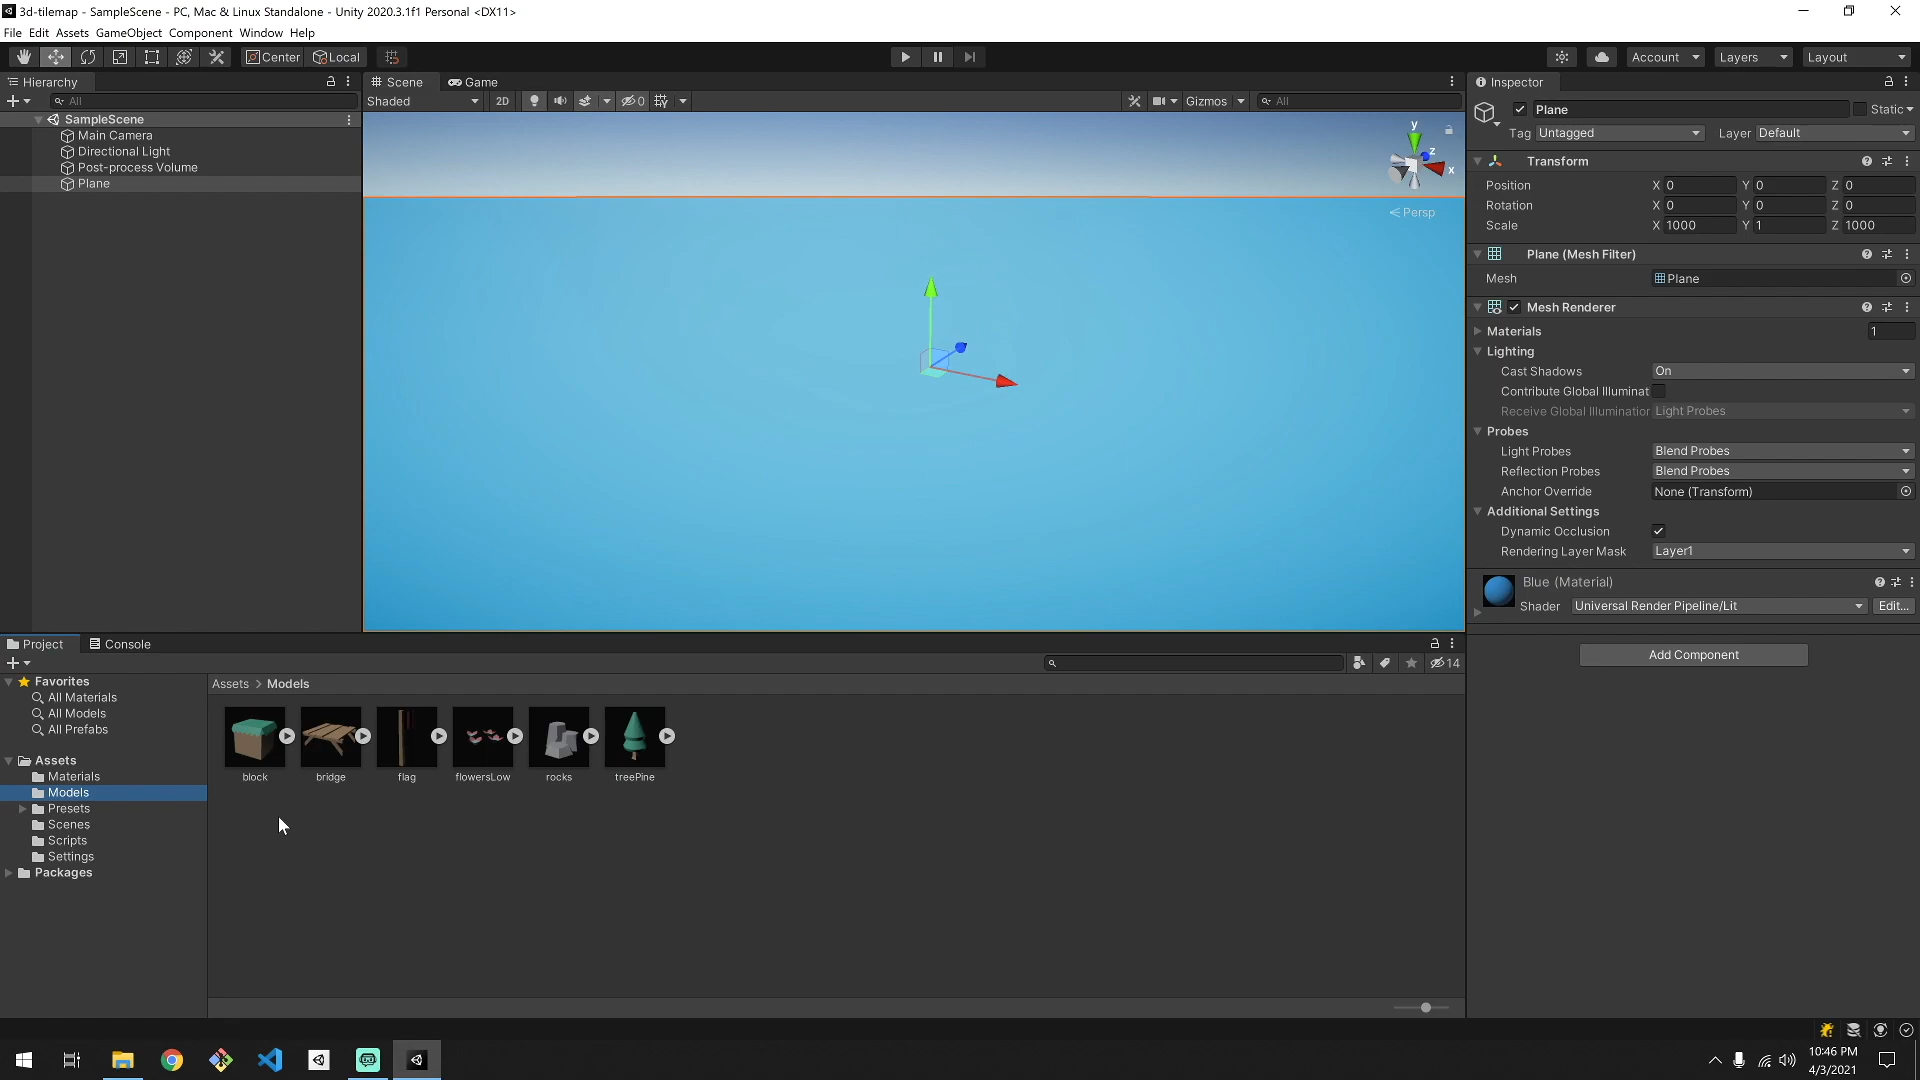 3d-tilemap - SampleScene - PC, Mac & Linux Standalone - Unity 2020.3.1f1 Personal <DX11>
File Edit Assets GameObject Component Window Help
Center Local Account Layers Layout
Hierarchy
All
SampleScene
Main Camera
Directional Light
Post-process Volume
Plane
Scene Game
Shaded 2D 0 Gizmos All
y
z
x
Persp
Inspector
Plane Static
Tag Untagged Layer Default
Transform
Position X 0 Y 0 Z 0
Rotation X 0 Y 0 Z 0
Scale X 1000 Y 1 Z 1000
Plane (Mesh Filter)
Mesh Plane
Mesh Renderer
Materials 1
Lighting
Cast Shadows On
Contribute Global Illuminat
Receive Global Illumination Light Probes
Probes
Light Probes Blend Probes
Reflection Probes Blend Probes
Anchor Override None (Transform)
Additional Settings
Dynamic Occlusion
Rendering Layer Mask Layer1
Blue (Material)
Shader Universal Render Pipeline/Lit Edit...
Add Component
Project Console
14
Favorites
All Materials
All Models
All Prefabs
Assets
Materials
Models
Presets
Scenes
Scripts
Settings
Packages
Assets > Models
block bridge flag flowersLow rocks treePine
10:46 PM
4/3/2021